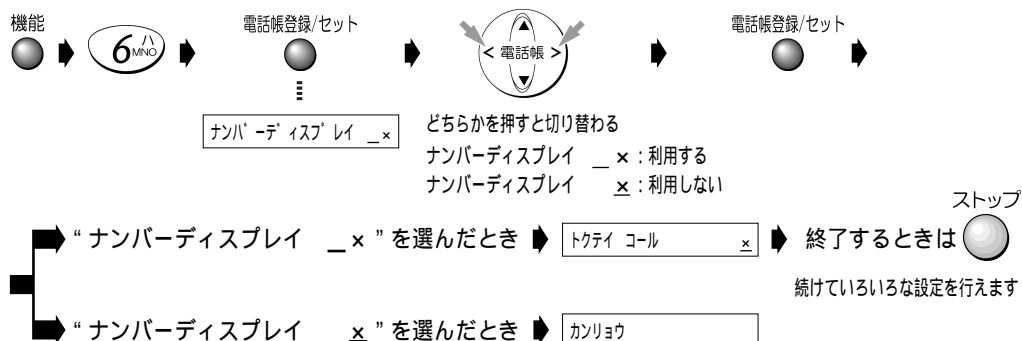 機能
6 ハ MNO
電話帳登録/セット
< 電話帳 >
電話帳登録/セット
ナンバーディスプレイ _×
どちらかを押すと切り替わる
ナンバーディスプレイ _ ×:利用する
ナンバーディスプレイ ×:利用しない
ストップ
“ナンバーディスプレイ _×”を選んだとき
トクテイ コール ×
終了するときは
続けていろいろな設定を行えます
“ナンバーディスプレイ ×”を選んだとき
カンリョウ